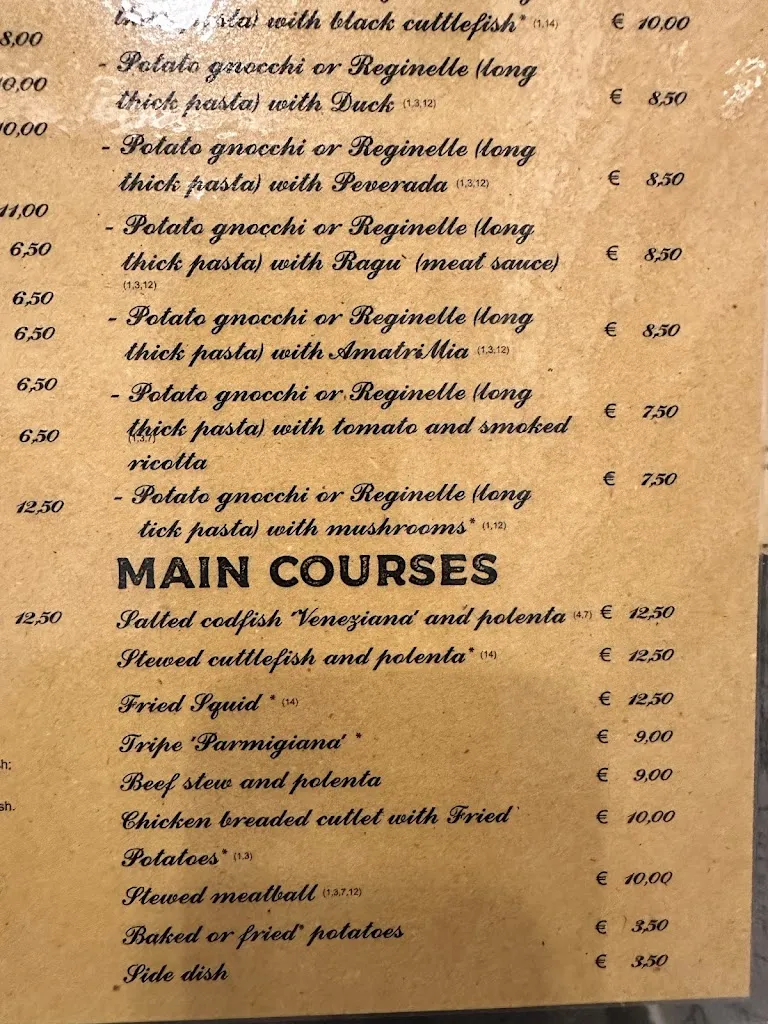 8,00
10,00
10,00
11,00
6,50
6,50
6,50
6,50
6,50
12,50
12,50
sh;
sh.
thick pasta) with black cuttlefish* (1,14) € 10,00
- Potato gnocchi or Reginelle (long
thick pasta) with Duck (1,3,12) € 8,50
- Potato gnocchi or Reginelle (long
thick pasta) with Peverada (1,3,12) € 8,50
- Potato gnocchi or Reginelle (long
thick pasta) with Ragu` (meat sauce) € 8,50
(1,3,12)
- Potato gnocchi or Reginelle (long
thick pasta) with AmatriMia (1,3,12) € 8,50
- Potato gnocchi or Reginelle (long
thick pasta) with tomato and smoked € 7,50
(1,3,7)
ricotta
- Potato gnocchi or Reginelle (long € 7,50
tick pasta) with mushrooms* (1,12)
MAIN COURSES
Salted codfish 'Veneziana' and polenta (4,7) € 12,50
Stewed cuttlefish and polenta* (14) € 12,50
Fried Squid * (14) € 12,50
Tripe 'Parmigiana' * € 9,00
Beef stew and polenta € 9,00
Chicken breaded cutlet with Fried` € 10,00
Potatoes* (1,3)
Stewed meatball (1,3,7,12) € 10,00
Baked or fried* potatoes € 3,50
Side dish € 3,50